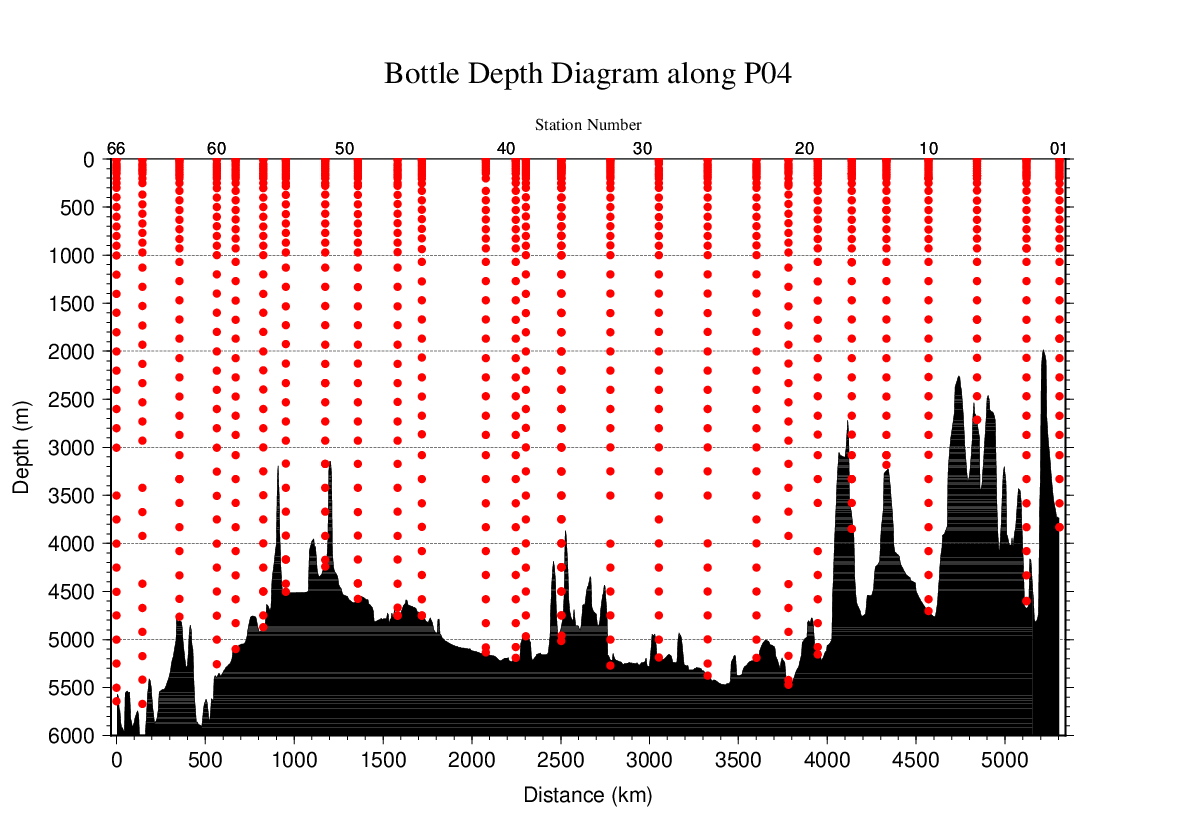 Bottle Depth Diagram along P04
Station Number
66 60 50 40 30 20 10 01
0
500
1000
1500
2000
2500
3000
3500
4000
4500
5000
5500
6000
Depth (m)
0 500 1000 1500 2000 2500 3000 3500 4000 4500 5000
Distance (km)